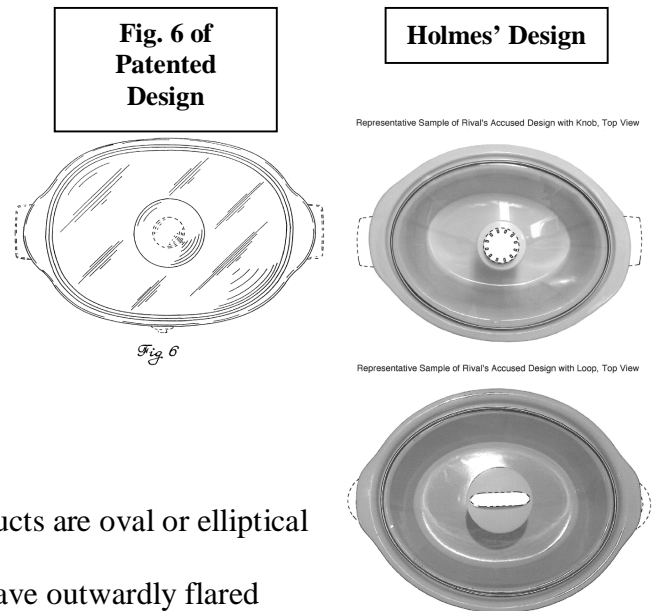 Fig. 6 of
Patented
Design
Holmes’ Design
Representative Sample of Rival's Accused Design with Knob, Top View
Fig. 6
Representative Sample of Rival's Accused Design with Loop, Top View
ucts are oval or elliptical
ave outwardly flared